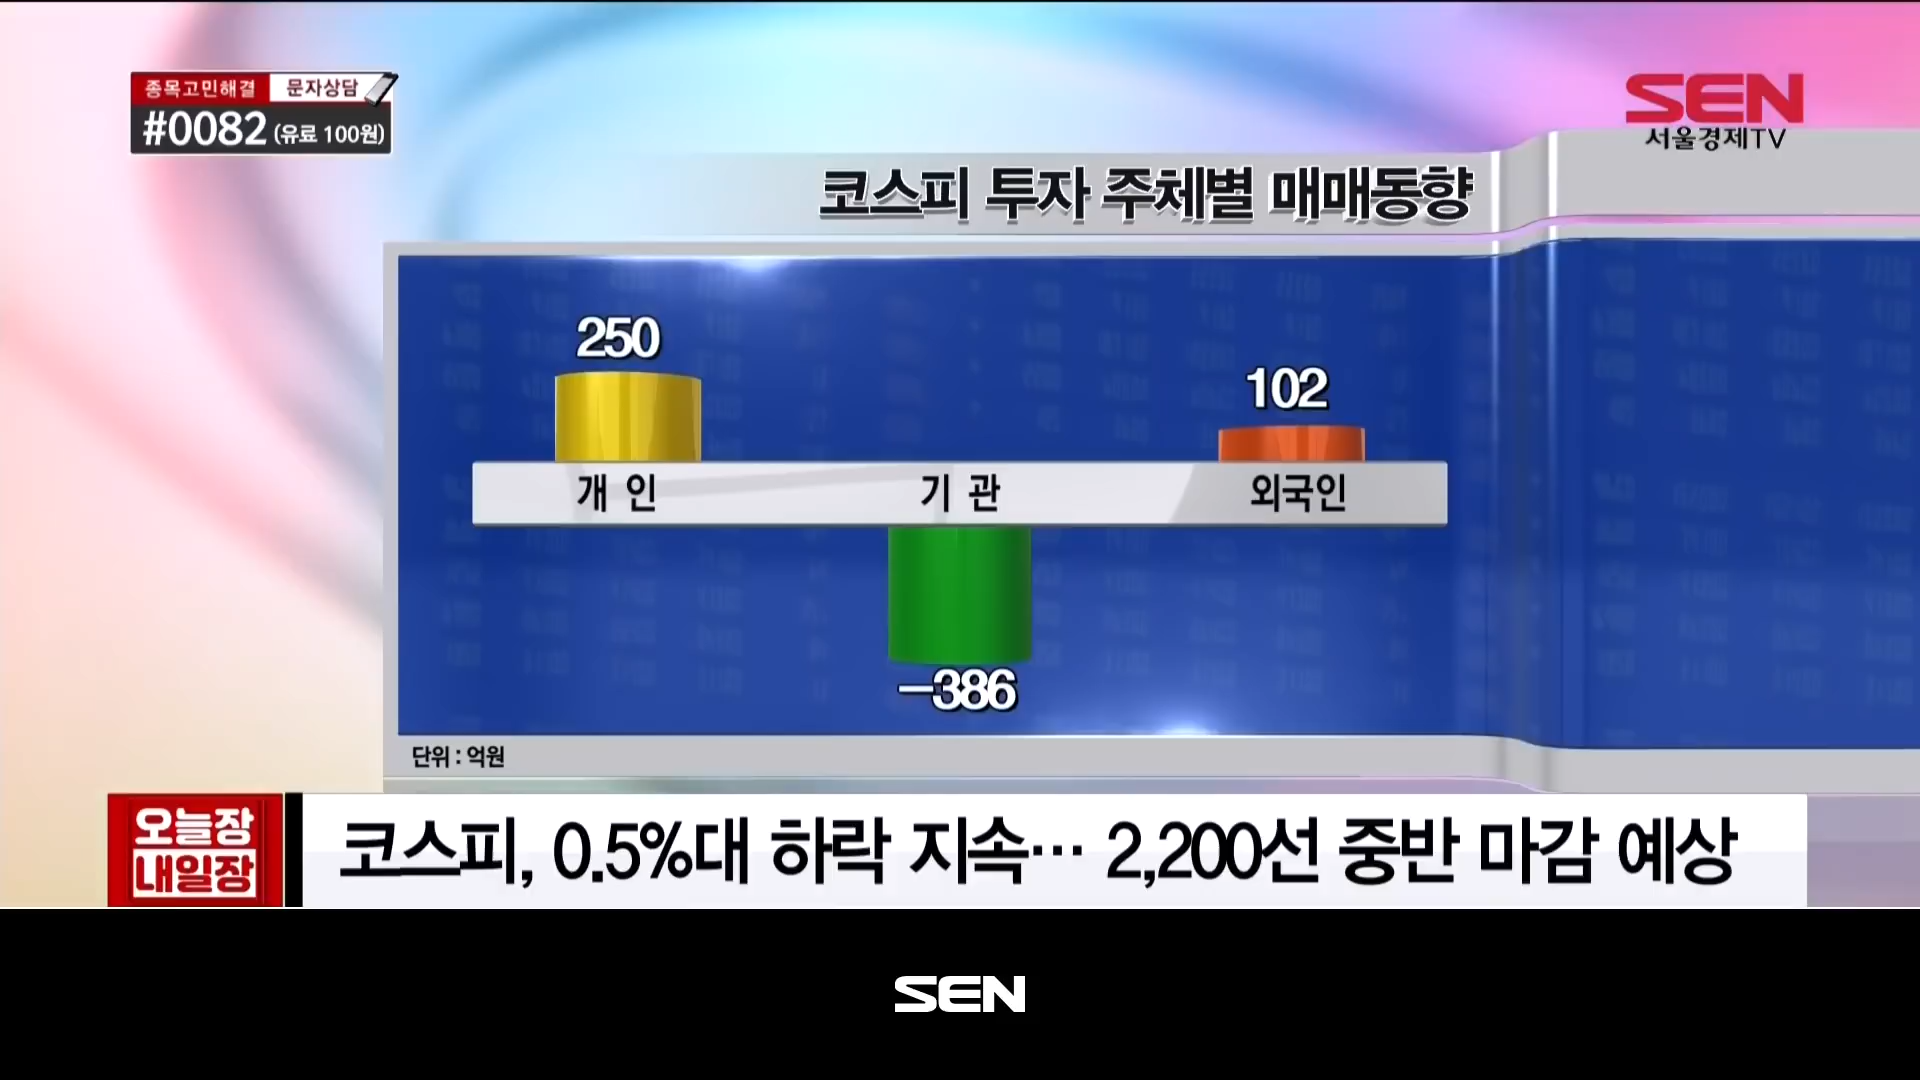 종목고민해결 문자상담
#0082 (유료 100원)
SEN
서울경제TV
코스피 투자 주체별 매매동향
250
102
개 인 기 관 외국인
-386
단위 : 억원
오늘장
내일장
코스피, 0.5%대 하락 지속… 2,200선 중반 마감 예상
SEN